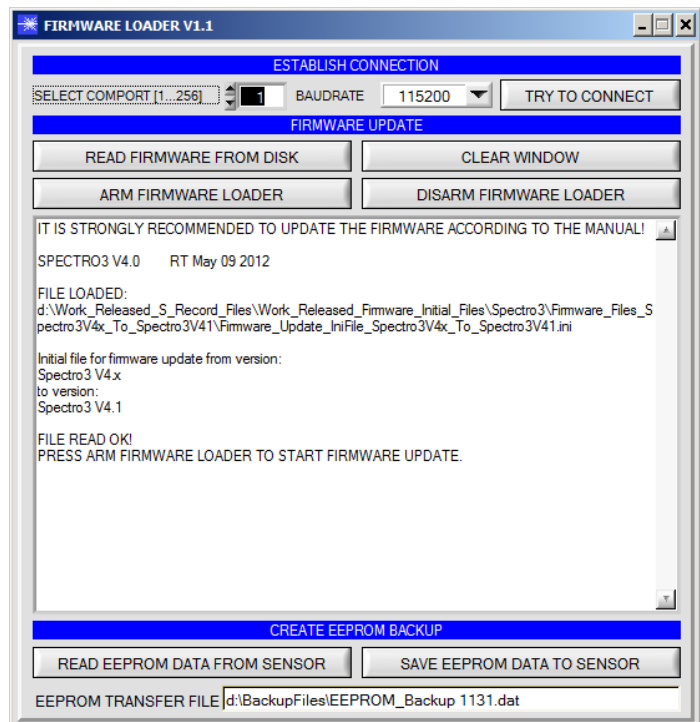 FIRMWARE LOADER V1.1
ESTABLISH CONNECTION
SELECT COMPORT [1...256] 1 BAUDRATE 115200 TRY TO CONNECT
FIRMWARE UPDATE
READ FIRMWARE FROM DISK CLEAR WINDOW
ARM FIRMWARE LOADER DISARM FIRMWARE LOADER
IT IS STRONGLY RECOMMENDED TO UPDATE THE FIRMWARE ACCORDING TO THE MANUAL!
SPECTRO3 V4.0 RT May 09 2012
FILE LOADED:
d:\Work_Released_S_Record_Files\Work_Released_Firmware_Initial_Files\Spectro3\Firmware_Files_S
pectro3V4x_To_Spectro3V41\Firmware_Update_IniFile_Spectro3V4x_To_Spectro3V41.ini
Initial file for firmware update from version:
Spectro3 V4.x
to version:
Spectro3 V4.1
FILE READ OK!
PRESS ARM FIRMWARE LOADER TO START FIRMWARE UPDATE.
CREATE EEPROM BACKUP
READ EEPROM DATA FROM SENSOR SAVE EEPROM DATA TO SENSOR
EEPROM TRANSFER FILE d:\BackupFiles\EEPROM_Backup 1131.dat